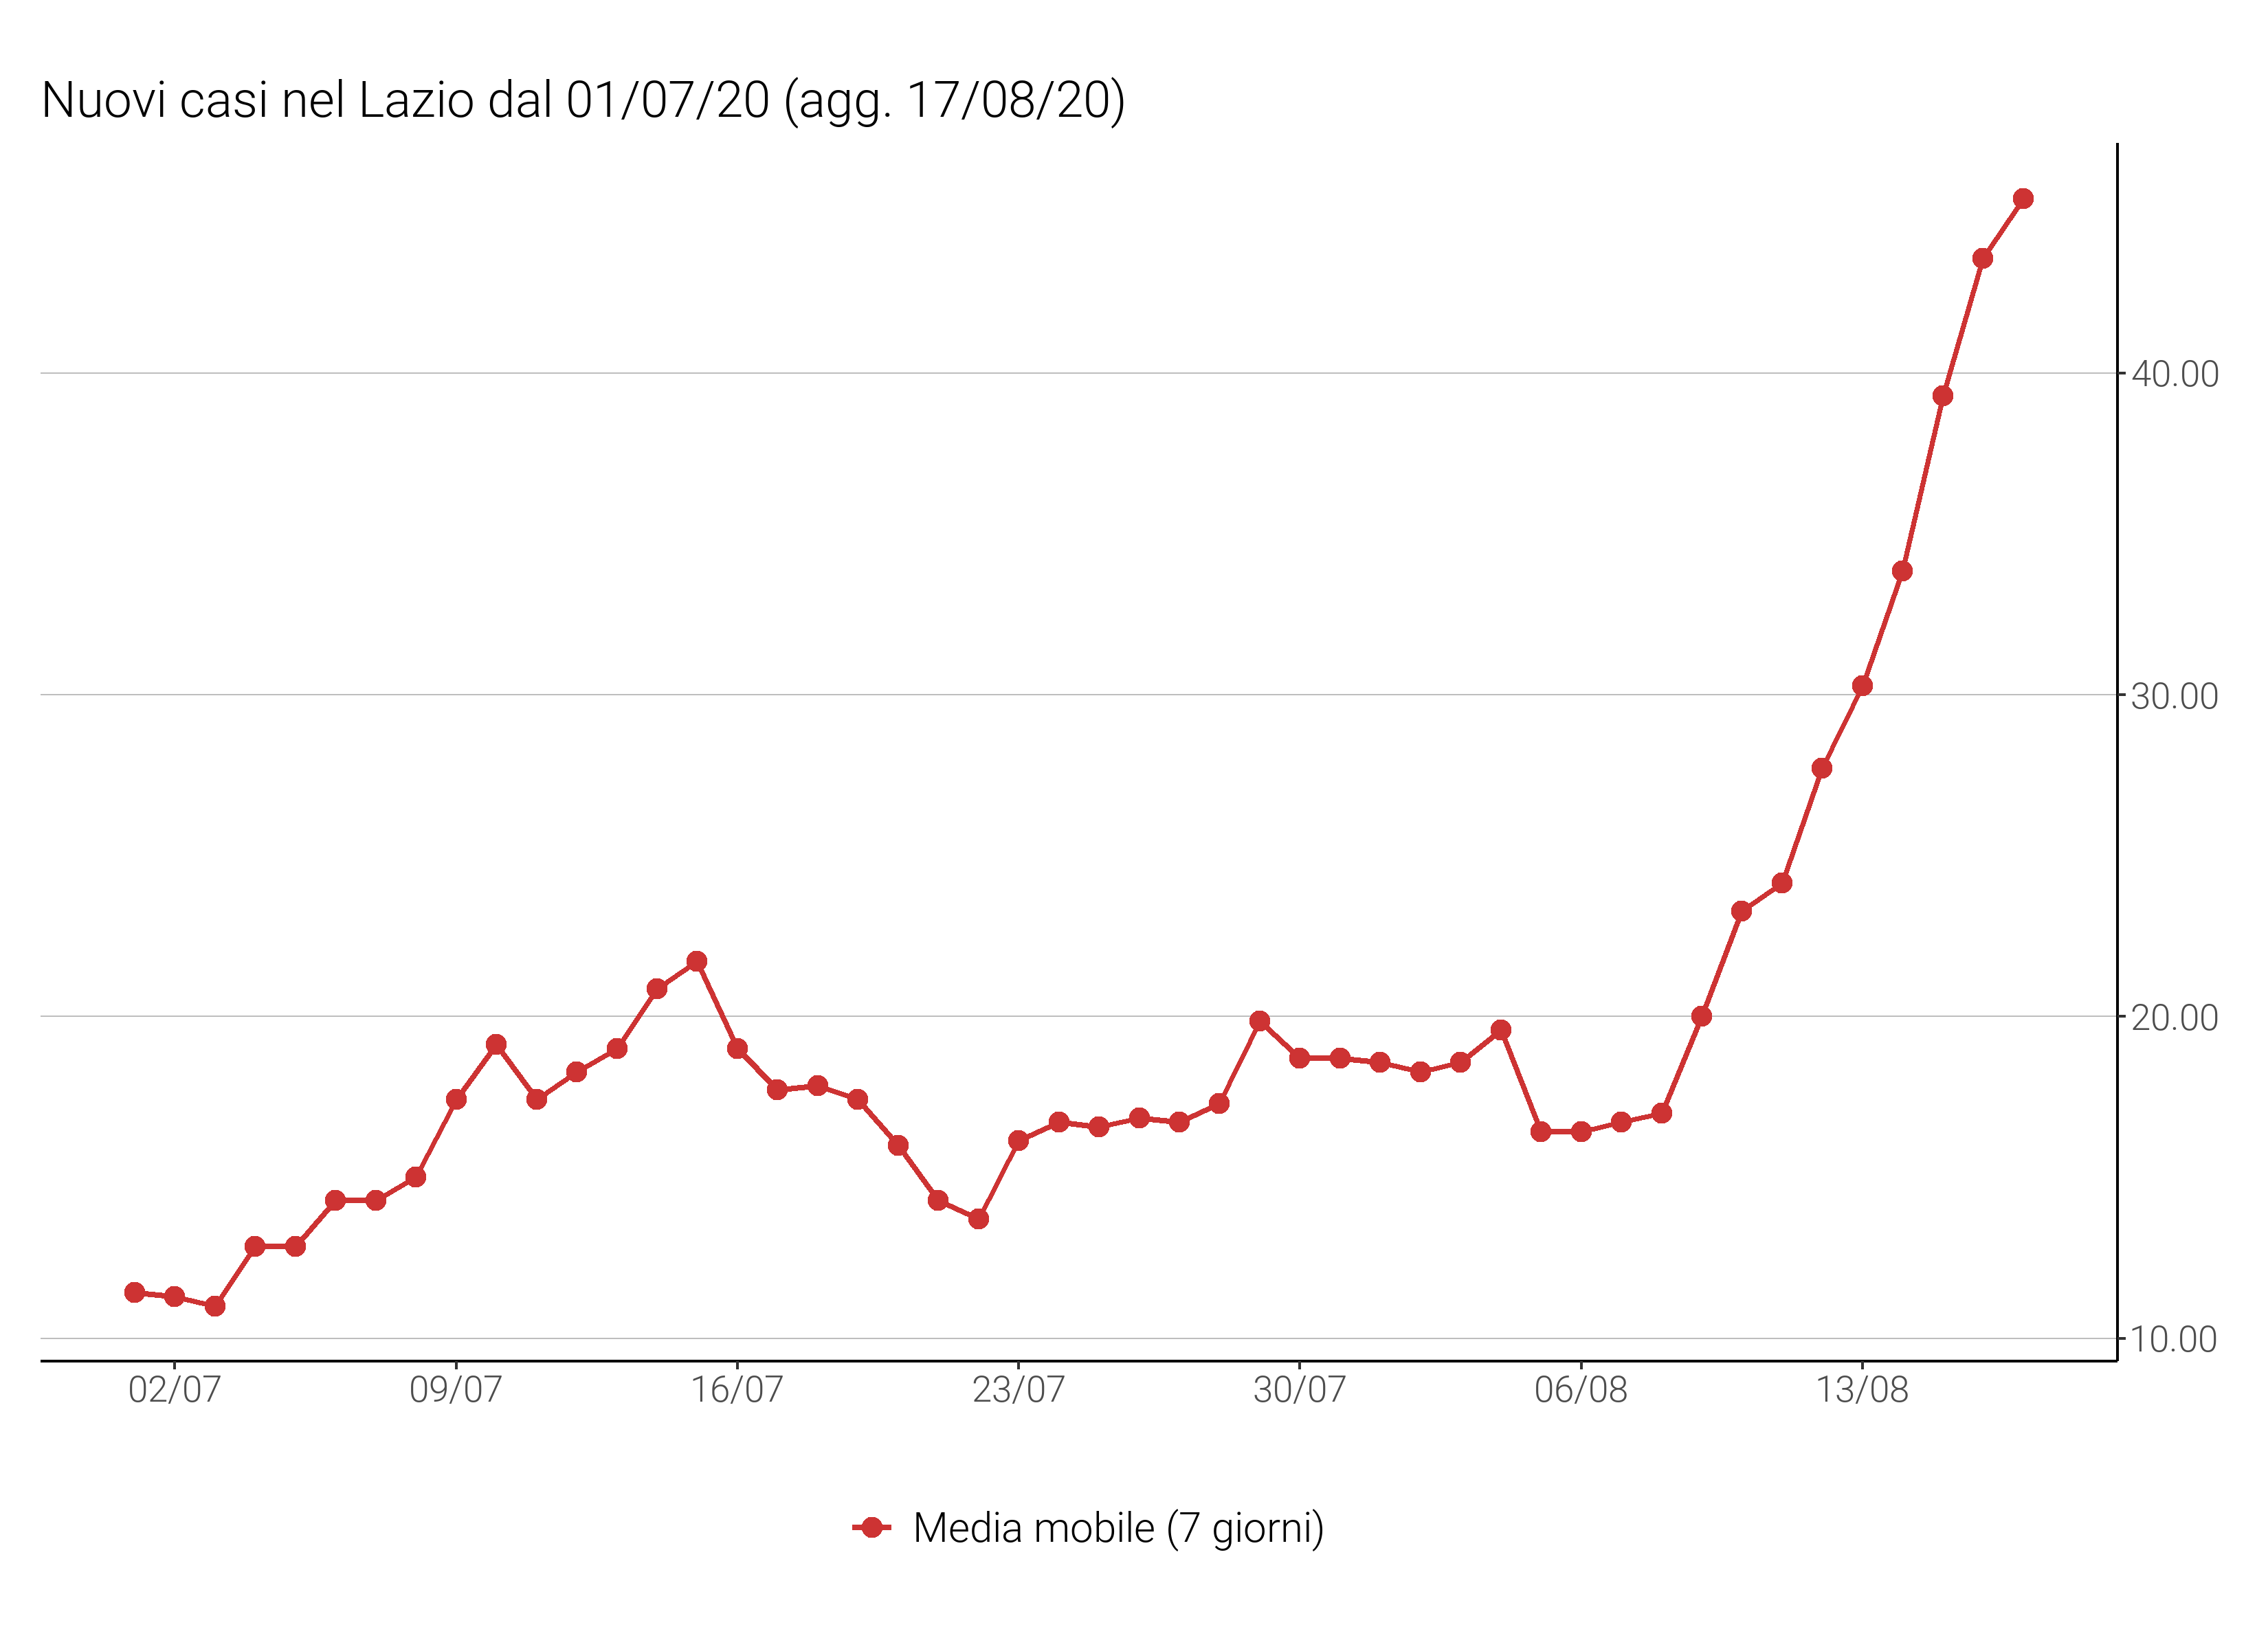 Nuovi casi nel Lazio dal 01/07/20 (agg. 17/08/20)
40.00
30.00
20.00
10.00
02/07 09/07 16/07 23/07 30/07 06/08 13/08
Media mobile (7 giorni)